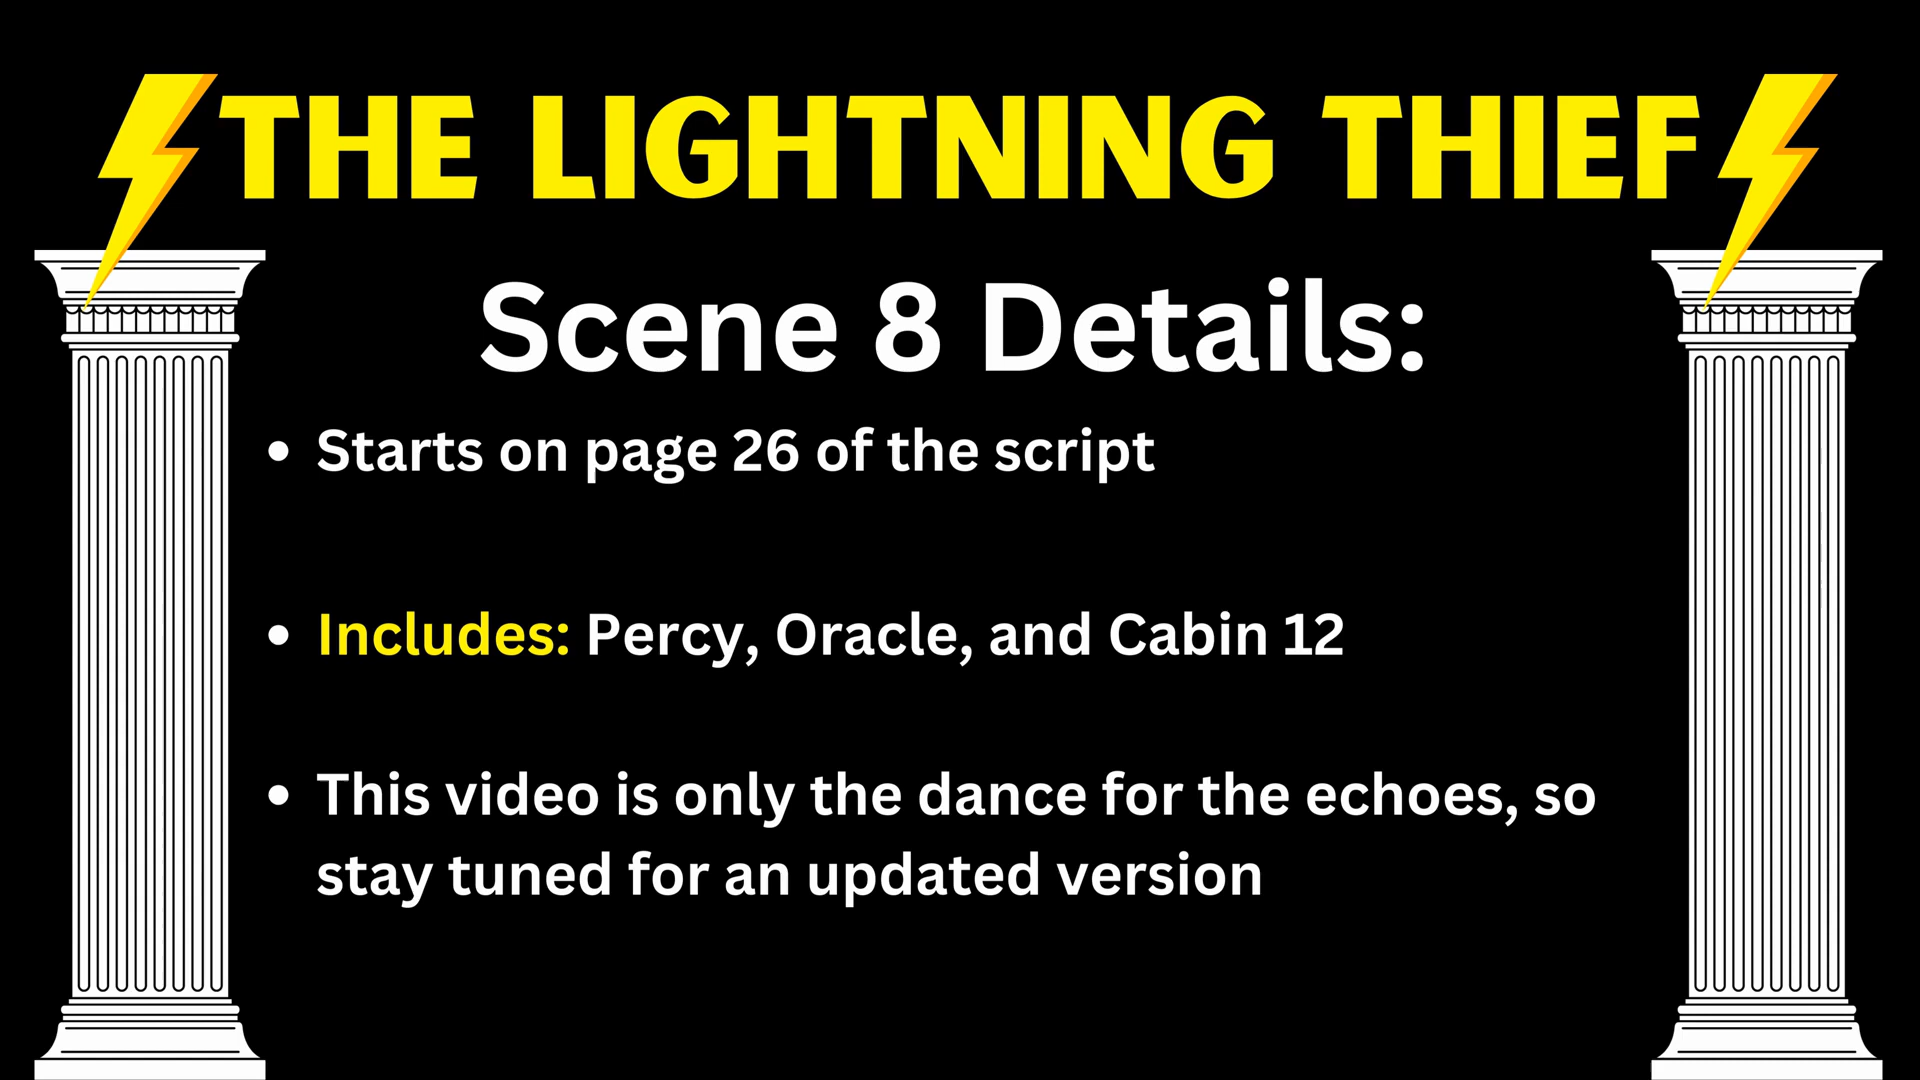 THE LIGHTNING THIEF
Scene 8 Details:
• Starts on page 26 of the script
• Includes: Percy, Oracle, and Cabin 12
• This video is only the dance for the echoes, so
stay tuned for an updated version